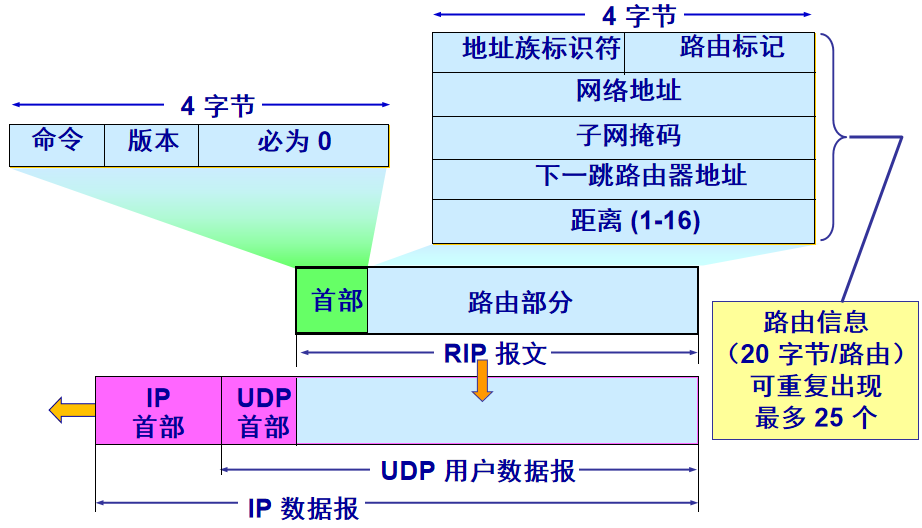 4 字节
地址族标识符 路由标记
网络地址
子网掩码
下一跳路由器地址
距离 (1-16)
4 字节
命令 版本 必为 0
首部 路由部分
RIP 报文
路由信息
（20 字节/路由）
可重复出现
最多 25 个
IP
首部
UDP
首部
UDP 用户数据报
IP 数据报